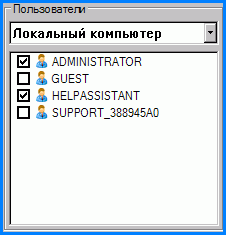 Пользователи
Локальный компьютер
ADMINISTRATOR
GUEST
HELPASSISTANT
SUPPORT_388945A0